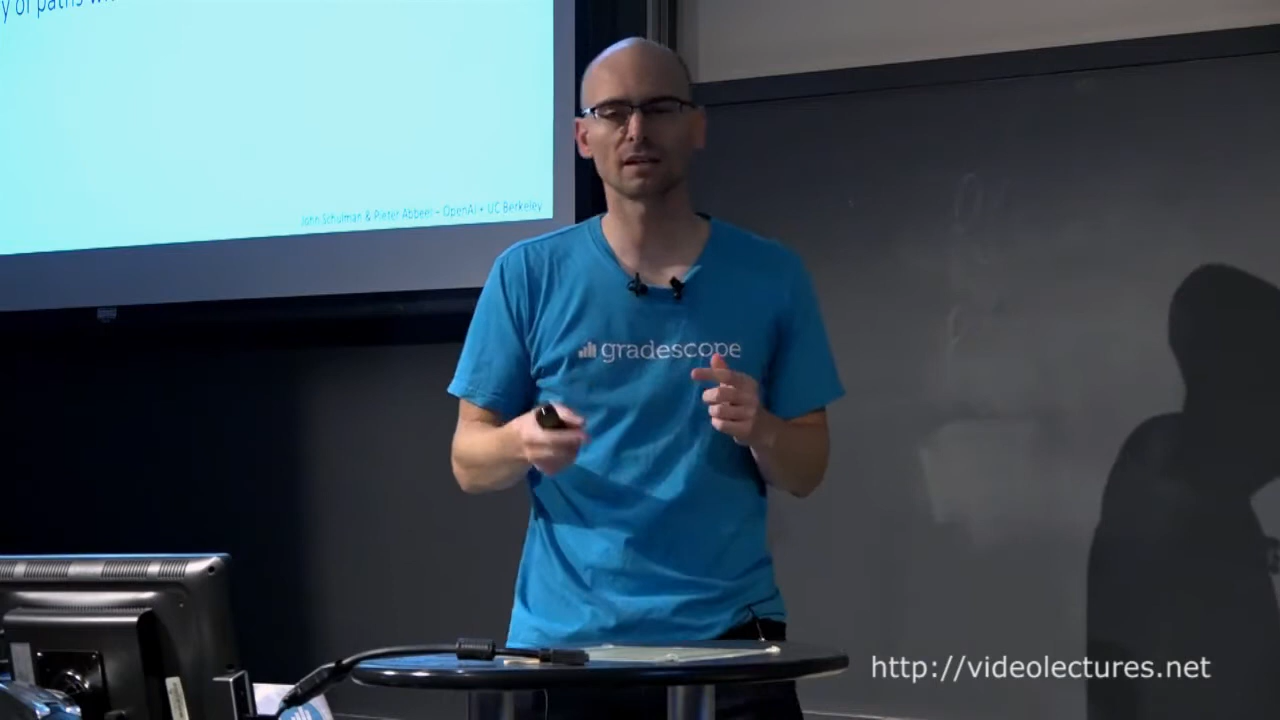 y of paths w
John Schulman & Pieter Abbeel – OpenAI + UC Berkeley
gradescope
http://videolectures.net